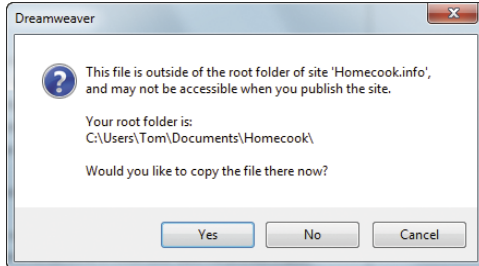 Dreamweaver
This file is outside of the root folder of site 'Homecook.info',
and may not be accessible when you publish the site.
Your root folder is:
C:\Users\Tom\Documents\Homecook\
Would you like to copy the file there now?
Yes No Cancel